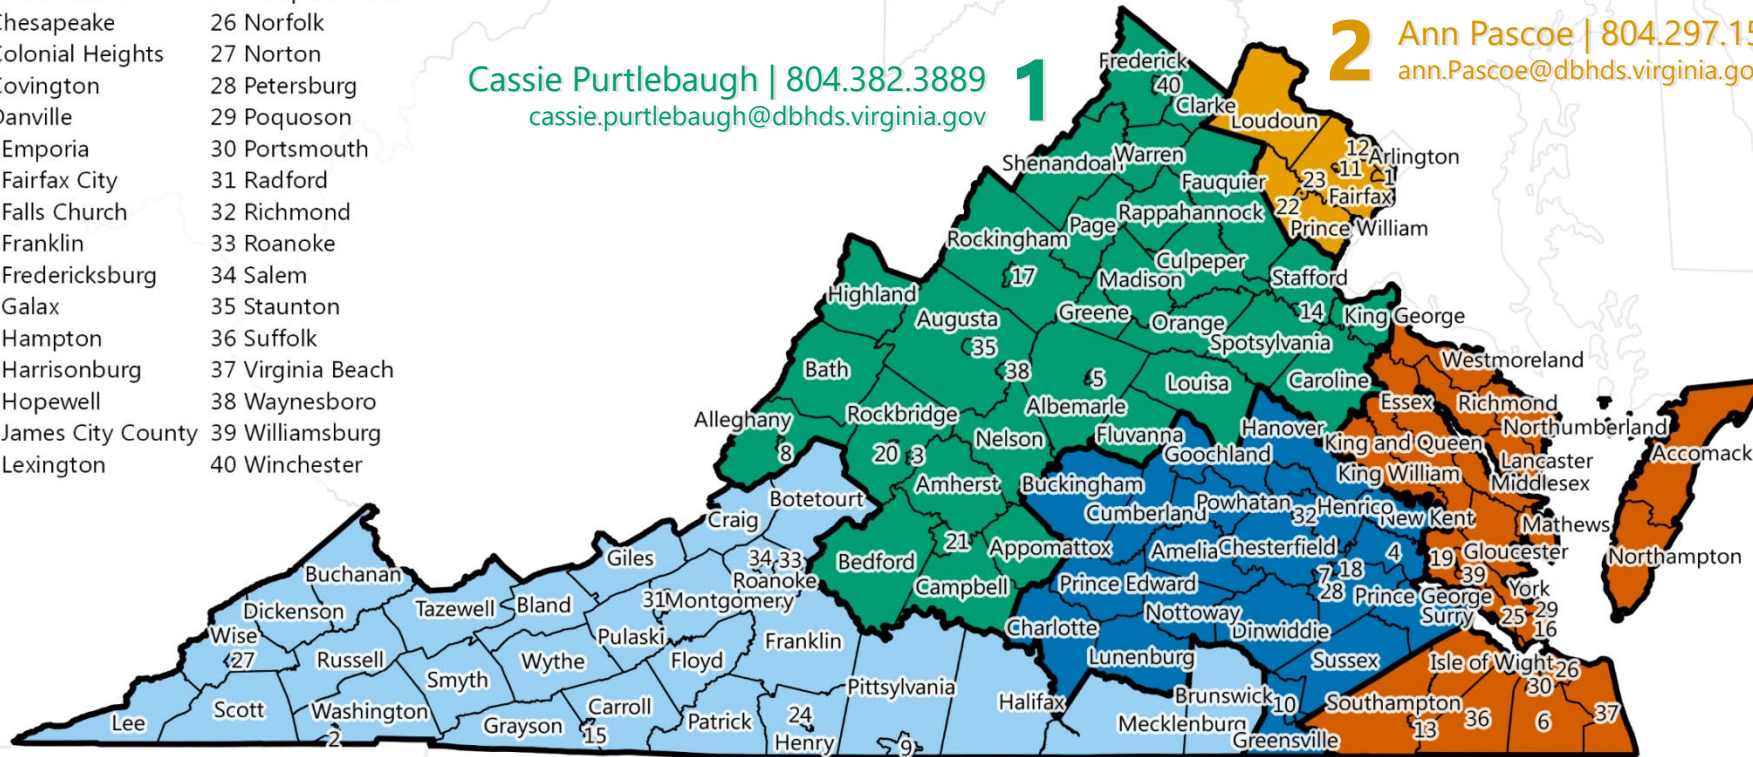 Chesapeake
Colonial Heights
Covington
Danville
Emporia
Fairfax City
Falls Church
Franklin
Fredericksburg
Galax
Hampton
Harrisonburg
Hopewell
James City County
Lexington
26 Norfolk
27 Norton
28 Petersburg
29 Poquoson
30 Portsmouth
31 Radford
32 Richmond
33 Roanoke
34 Salem
35 Staunton
36 Suffolk
37 Virginia Beach
38 Waynesboro
39 Williamsburg
40 Winchester
Cassie Purtlebaugh | 804.382.3889
cassie.purtlebaugh@dbhds.virginia.gov
1
2
Ann Pascoe | 804.297.15
ann.Pascoe@dbhds.virginia.go
Frederick
40
Clarke
Loudoun
12
Arlington
11
1
Shenandoah
Warren
Fauquier
23
Fairfax
22
Prince William
Rappahannock
Page
Rockingham
17
Madison
Culpeper
Stafford
Highland
Augusta
Greene
Orange
14
King George
35
Spotsylvania
Westmoreland
Bath
38
5
Louisa
Caroline
Albemarle
Essex
Richmond
Alleghany
Rockbridge
Nelson
Fluvanna
Hanover
Northumberland
8
20
3
Goochland
King and Queen
Lancaster
Accomack
Amherst
Buckingham
King William
Middlesex
Botetourt
Cumberland
Powhatan
32
Henrico
New Kent
Mathews
Craig
21
Appomattox
Amelia
Chesterfield
4
19
Gloucester
Northampton
Giles
34
33
Bedford
Roanoke
Campbell
Prince Edward
7
18
39
Buchanan
28
Prince George
York
Dickenson
Tazewell
Bland
31
Montgomery
Nottoway
Surry
25
29
16
Wise
Pulaski
Franklin
Charlotte
Dinwiddie
27
Russell
Wythe
Floyd
Lunenburg
Sussex
Isle of Wight
26
Smyth
Pittsylvania
30
Lee
Scott
Washington
Grayson
Carroll
Patrick
24
Halifax
Brunswick
10
Southampton
36
6
37
2
15
Henry
9
Mecklenburg
Greensville
13